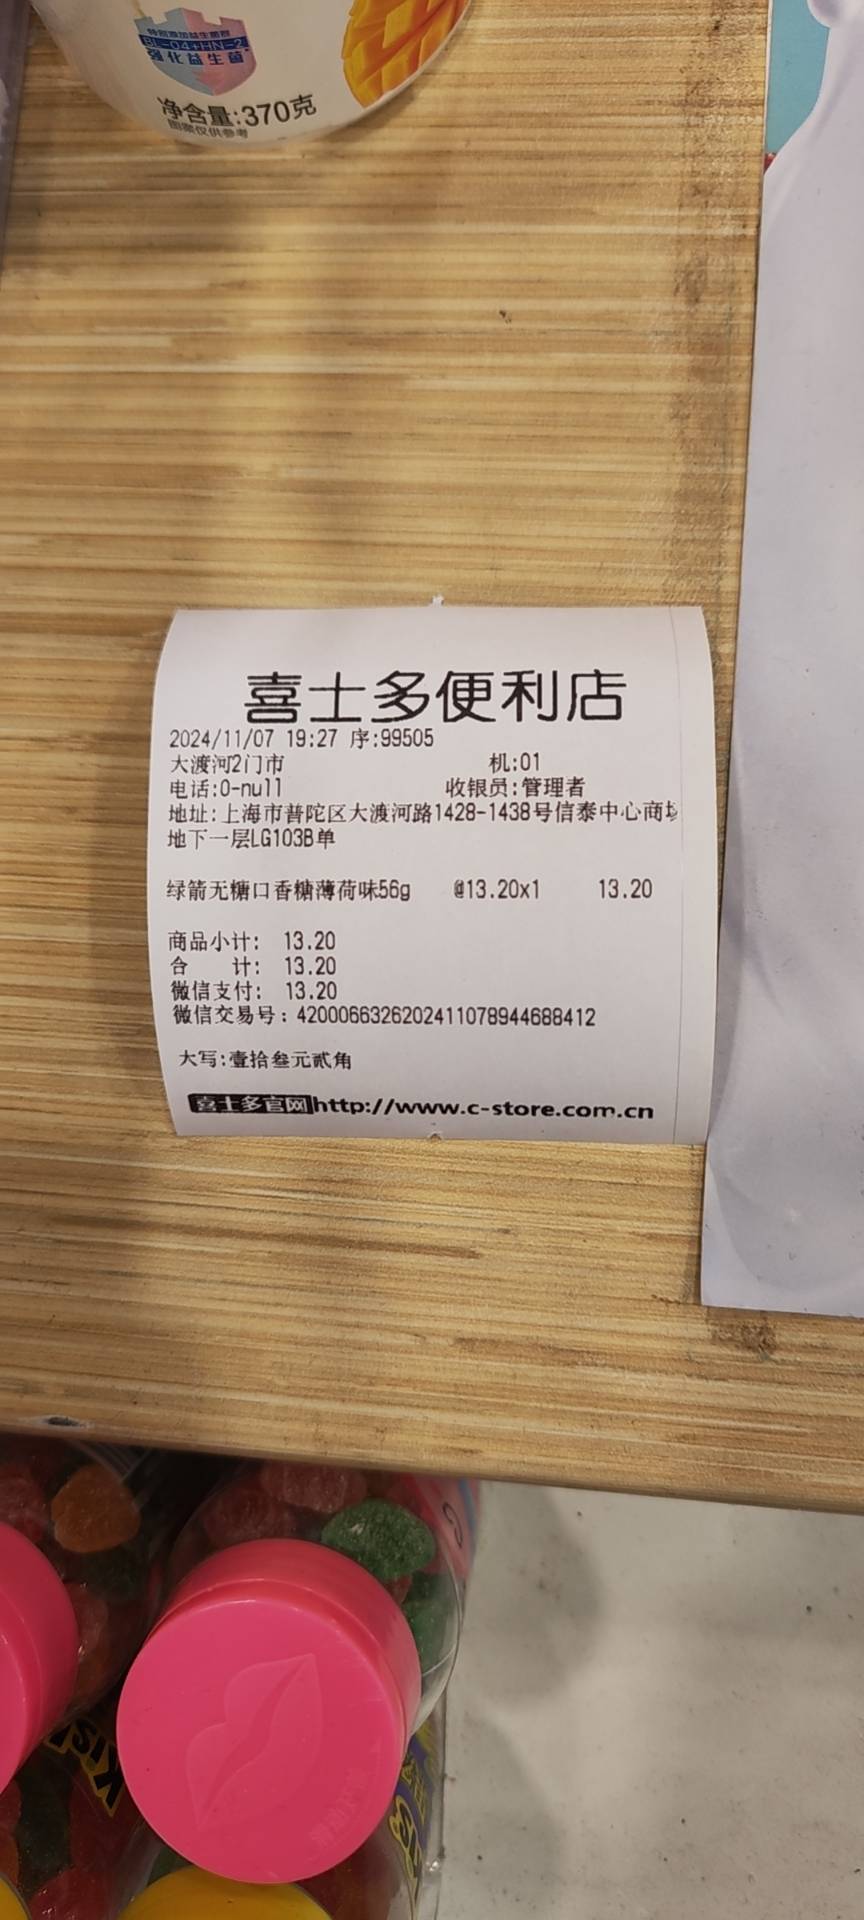 特别添加益生菌群
BL-04+HN-2
强化益生菌
净含量:370克
图案仅供参考
喜士多便利店
2024/11/07 19:27 序:99505
大渡河2门市 机:01
电话:0-null 收银员:管理者
地址:上海市普陀区大渡河路1428-1438号信泰中心商场
地下一层LG103B单
绿箭无糖口香糖薄荷味56g @13.20x1 13.20
商品小计: 13.20
合 计: 13.20
微信支付: 13.20
微信交易号:4200066326202411078944688412
大写:壹拾叁元贰角
喜士多官网http://www.c-store.com.cn